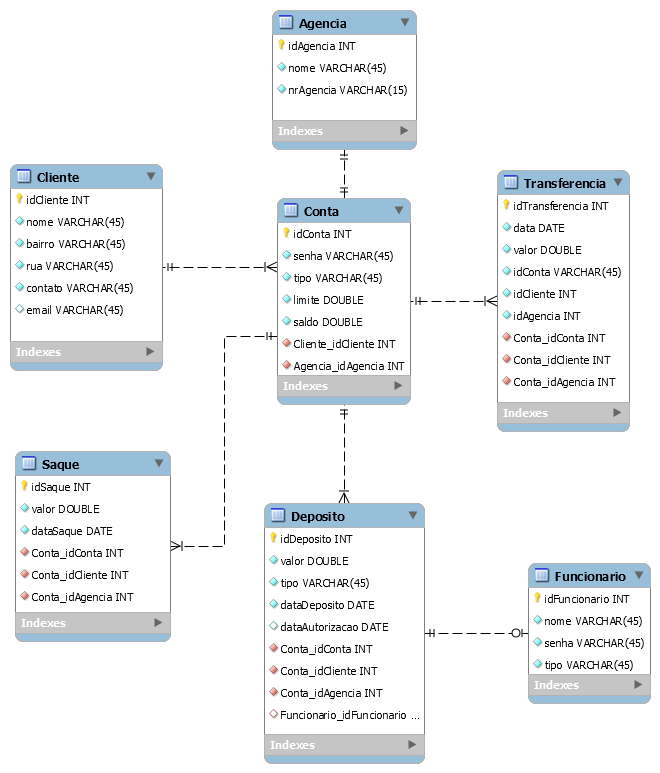 Agencia
idAgencia INT
nome VARCHAR(45)
nrAgencia VARCHAR(15)
Indexes
Cliente
idCliente INT
nome VARCHAR(45)
bairro VARCHAR(45)
rua VARCHAR(45)
contato VARCHAR(45)
email VARCHAR(45)
Indexes
Conta
idConta INT
senha VARCHAR(45)
tipo VARCHAR(45)
limite DOUBLE
saldo DOUBLE
Cliente_idCliente INT
Agencia_idAgencia INT
Indexes
Transferencia
idTransferencia INT
data DATE
valor DOUBLE
idConta VARCHAR(45)
idCliente INT
idAgencia INT
Conta_idConta INT
Conta_idCliente INT
Conta_idAgencia INT
Indexes
Saque
idSaque INT
valor DOUBLE
dataSaque DATE
Conta_idConta INT
Conta_idCliente INT
Conta_idAgencia INT
Indexes
Deposito
idDeposito INT
valor DOUBLE
tipo VARCHAR(45)
dataDeposito DATE
dataAutorizacao DATE
Conta_idConta INT
Conta_idCliente INT
Conta_idAgencia INT
Funcionario_idFuncionario ...
Indexes
Funcionario
idFuncionario INT
nome VARCHAR(45)
senha VARCHAR(45)
tipo VARCHAR(45)
Indexes